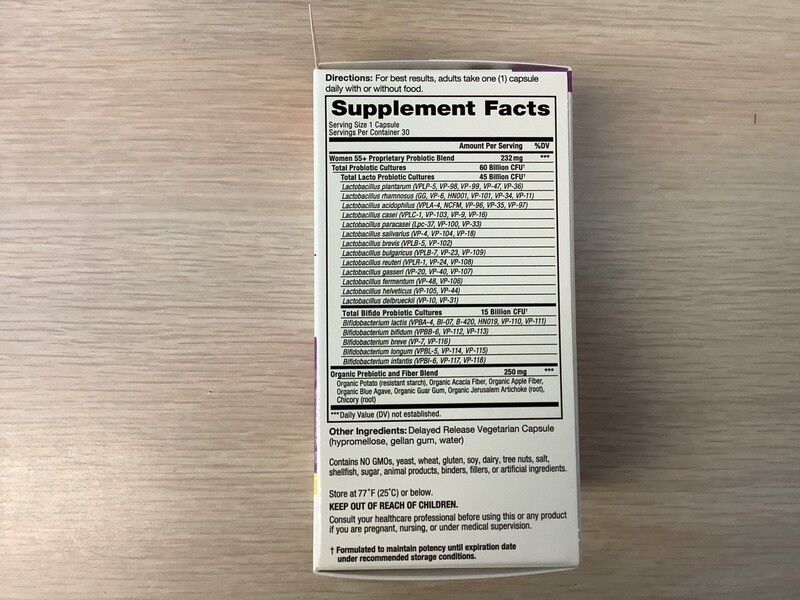 Directions: For best results, adults take one (1) capsule
daily with or without food.
Supplement Facts
Serving Size 1 Capsule
Servings Per Container 30
Amount Per Serving %DV
Women 55+ Proprietary Probiotic Blend 232 mg ***
Total Probiotic Cultures 60 Billion CFU†
Total Lacto Probiotic Cultures 45 Billion CFU†
Lactobacillus plantarum (VPLP-5, VP-98, VP-99, VP-47, VP-36)
Lactobacillus rhamnosus (GG, VP-6, HN001, VP-101, VP-34, VP-11)
Lactobacillus acidophilus (VPLA-4, NCFM, VP-96, VP-35, VP-97)
Lactobacillus casei (VPLC-1, VP-103, VP-9, VP-16)
Lactobacillus paracasei (Lpc-37, VP-100, VP-33)
Lactobacillus salivarius (VP-4, VP-104, VP-18)
Lactobacillus brevis (VPLB-5, VP-102)
Lactobacillus bulgaricus (VPLB-7, VP-23, VP-109)
Lactobacillus reuteri (VPLR-1, VP-24, VP-108)
Lactobacillus gasseri (VP-20, VP-40, VP-107)
Lactobacillus fermentum (VP-48, VP-106)
Lactobacillus helveticus (VP-105, VP-44)
Lactobacillus delbrueckii (VP-10, VP-31)
Total Bifido Probiotic Cultures 15 Billion CFU†
Bifidobacterium lactis (VPBA-4, BI-07, B-420, HN019, VP-110, VP-111)
Bifidobacterium bifidum (VPBB-6, VP-112, VP-113)
Bifidobacterium breve (VP-7, VP-116)
Bifidobacterium longum (VPBL-5, VP-114, VP-115)
Bifidobacterium infantis (VPBI-6, VP-117, VP-118)
Organic Prebiotic and Fiber Blend 250 mg ***
Organic Potato (resistant starch), Organic Acacia Fiber, Organic Apple Fiber,
Organic Blue Agave, Organic Guar Gum, Organic Jerusalem Artichoke (root),
Chicory (root)
***Daily Value (DV) not established.
Other Ingredients: Delayed Release Vegetarian Capsule
(hypromellose, gellan gum, water)
Contains NO GMOs, yeast, wheat, gluten, soy, dairy, tree nuts, salt,
shellfish, sugar, animal products, binders, fillers, or artificial ingredients.
Store at 77˚F (25˚C) or below.
KEEP OUT OF REACH OF CHILDREN.
Consult your healthcare professional before using this or any product
if you are pregnant, nursing, or under medical supervision.
† Formulated to maintain potency until expiration date
under recommended storage conditions.